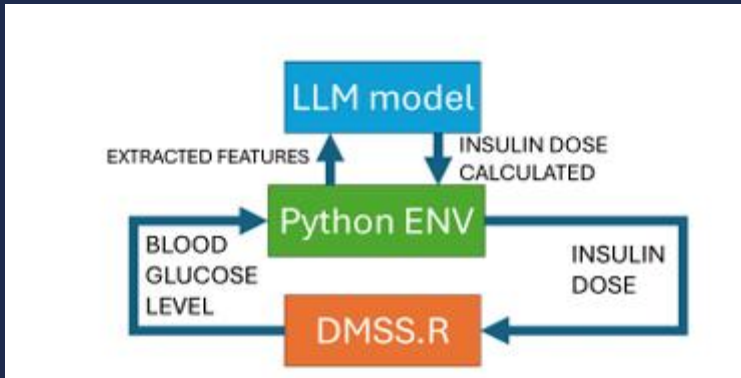 LLM model
EXTRACTED FEATURES
INSULIN DOSE
CALCULATED
Python ENV
BLOOD
GLUCOSE
LEVEL
INSULIN
DOSE
DMSS.R